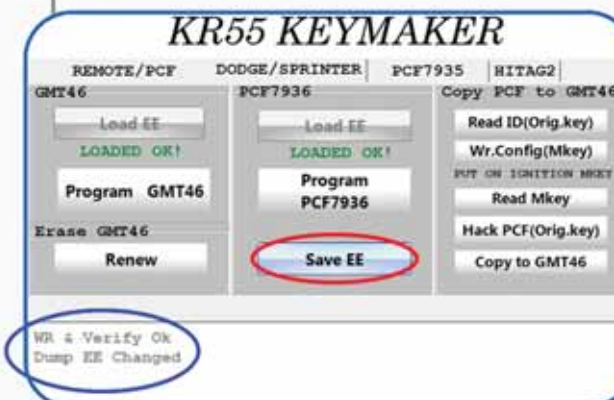 KR55 KEYMAKER
REMOTE/PCF DODGE/SPRINTER PCF7935 HITAG2
GMT46 PCF7936 Copy PCF to GMT46
Load EE Load EE Read ID(Orig.key)
LOADED OK! LOADED OK! Wr.Config(Mkey)
PUT ON IGNITION MKEY
Program GMT46 Program
PCF7936 Read Mkey
Erase GMT46 Hack PCF(Orig.key)
Renew Save EE Copy to GMT46
WR & Verify Ok
Dump EE Changed